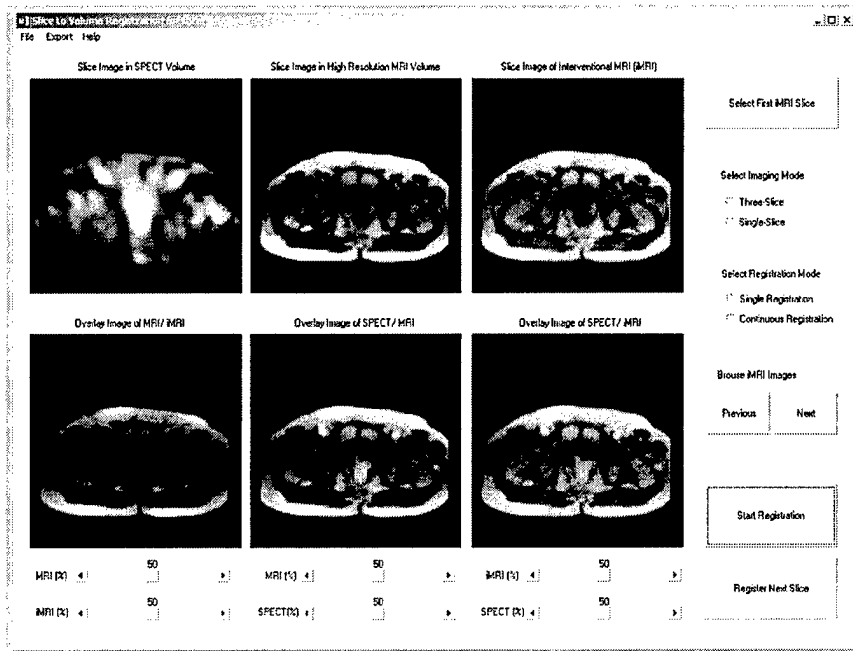 Slice to Volume Registration
File Export Help
Slice Image in SPECT Volume
Slice Image in High Resolution MRI Volume
Slice Image of Interventional MRI (iMRI)
Select First iMRI Slice
Select Imaging Mode
Three-Slice
Single-Slice
Select Registration Mode
Single Registration
Continuous Registration
Overlay Image of MRI/ iMRI
Overlay Image of SPECT/ MRI
Overlay Image of SPECT/ iMRI
Browse iMRI Images
Previous Next
Start Registration
Register Next Slice
MRI (%) 50
iMRI (%) 50
MRI (%) 50
SPECT(%) 50
iMRI (%) 50
SPECT (%) 50